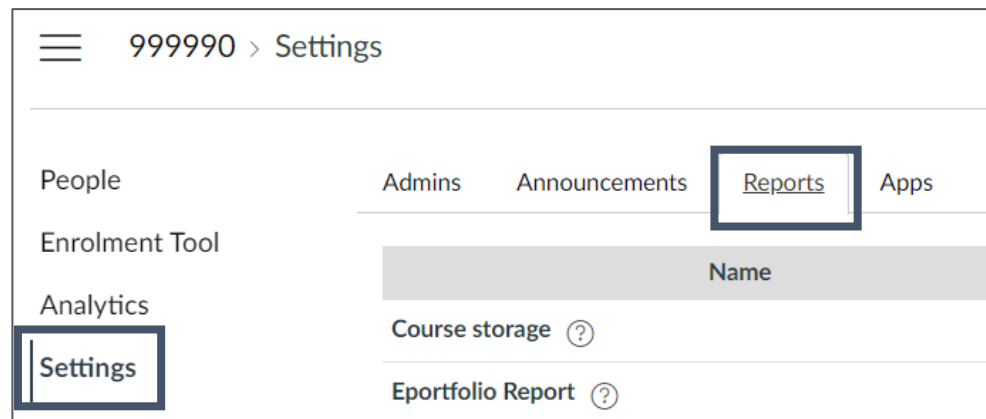 999990 > Settings
People
Enrolment Tool
Analytics
Settings
Admins Announcements Reports Apps
Name
Course storage ?
Eportfolio Report ?